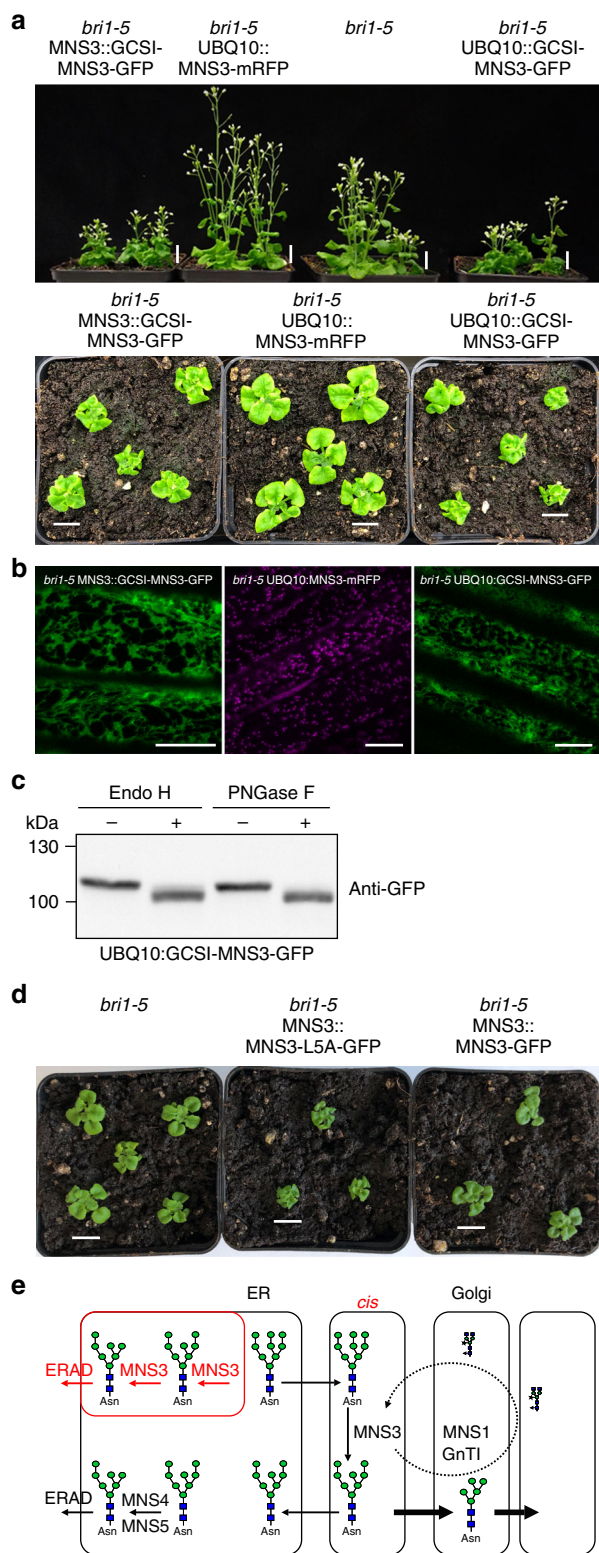 a
bri1-5 bri1-5 bri1-5 bri1-5
MNS3::GCSI- UBQ10:: UBQ10::GCSI-
MNS3-GFP MNS3-mRFP MNS3-GFP
bri1-5 bri1-5 bri1-5
MNS3::GCSI- UBQ10:: UBQ10::GCSI-
MNS3-GFP MNS3-mRFP MNS3-GFP
b
bri1-5 MNS3::GCSI-MNS3-GFP bri1-5 UBQ10:MNS3-mRFP bri1-5 UBQ10:GCSI-MNS3-GFP
c
Endo H PNGase F
kDa – + – +
130
100 Anti-GFP
UBQ10:GCSI-MNS3-GFP
d
bri1-5 bri1-5 bri1-5
MNS3:: MNS3::
MNS3-L5A-GFP MNS3-GFP
e
ER cis Golgi
ERAD MNS3 MNS3
Asn Asn Asn Asn
MNS3 MNS1
GnTI
ERAD MNS4
MNS5
Asn Asn Asn Asn Asn